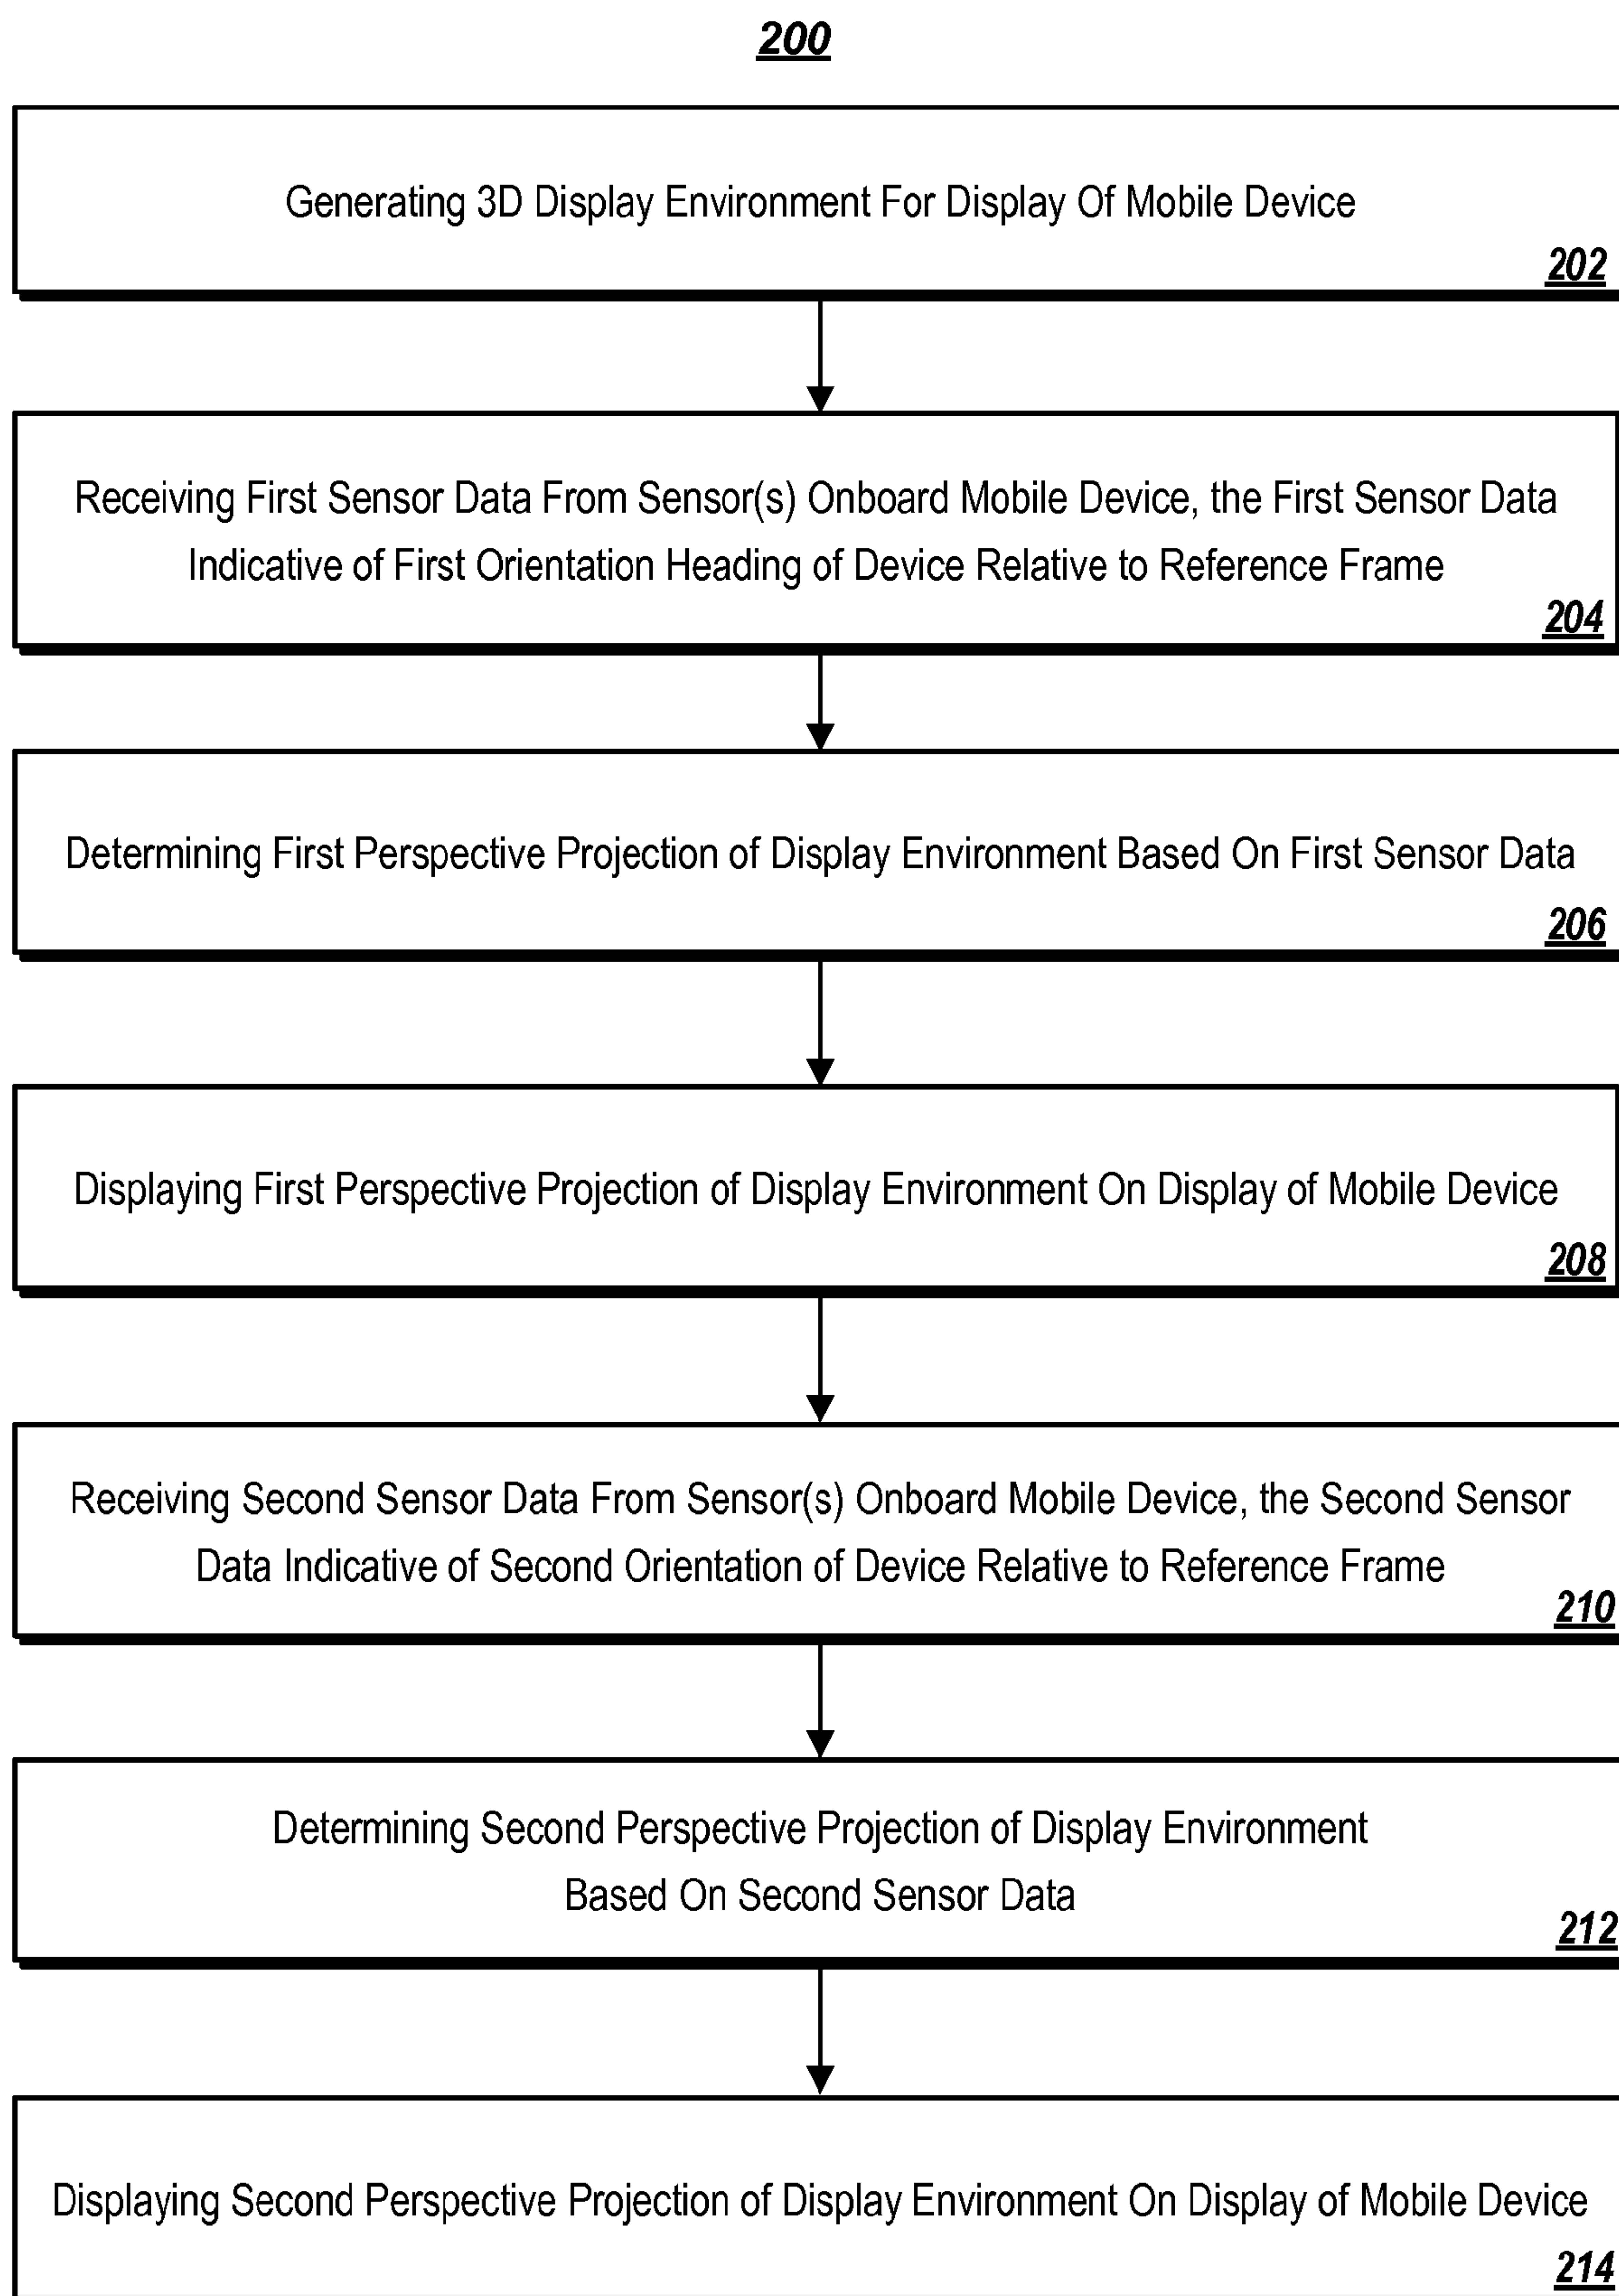 200
Generating 3D Display Environment For Display Of Mobile Device
202
Receiving First Sensor Data From Sensor(s) Onboard Mobile Device, the First Sensor Data
Indicative of First Orientation Heading of Device Relative to Reference Frame
204
Determining First Perspective Projection of Display Environment Based On First Sensor Data
206
Displaying First Perspective Projection of Display Environment On Display of Mobile Device
208
Receiving Second Sensor Data From Sensor(s) Onboard Mobile Device, the Second Sensor
Data Indicative of Second Orientation of Device Relative to Reference Frame
210
Determining Second Perspective Projection of Display Environment
Based On Second Sensor Data
212
Displaying Second Perspective Projection of Display Environment On Display of Mobile Device
214